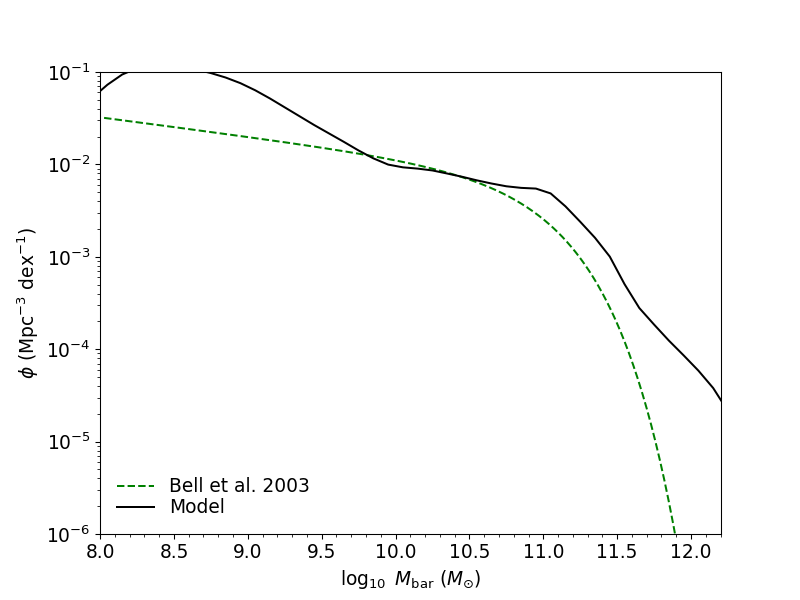 10⁻¹
10⁻²
10⁻³
10⁻⁴
10⁻⁵
10⁻⁶
ϕ (Mpc⁻³ dex⁻¹)
Bell et al. 2003
Model
8.0 8.5 9.0 9.5 10.0 10.5 11.0 11.5 12.0
log₁₀ M_bar (M_⊙)